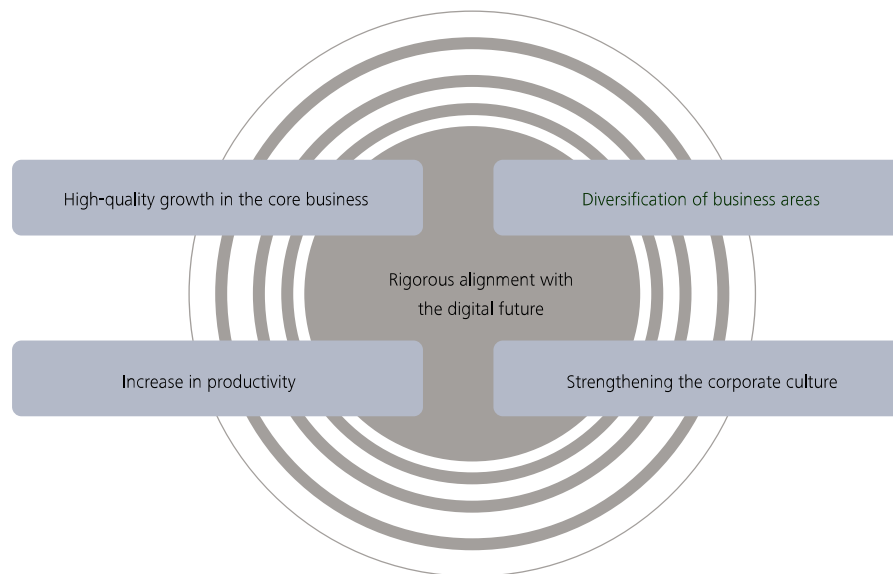 High-quality growth in the core business
Diversification of business areas
Rigorous alignment with
the digital future
Increase in productivity
Strengthening the corporate culture